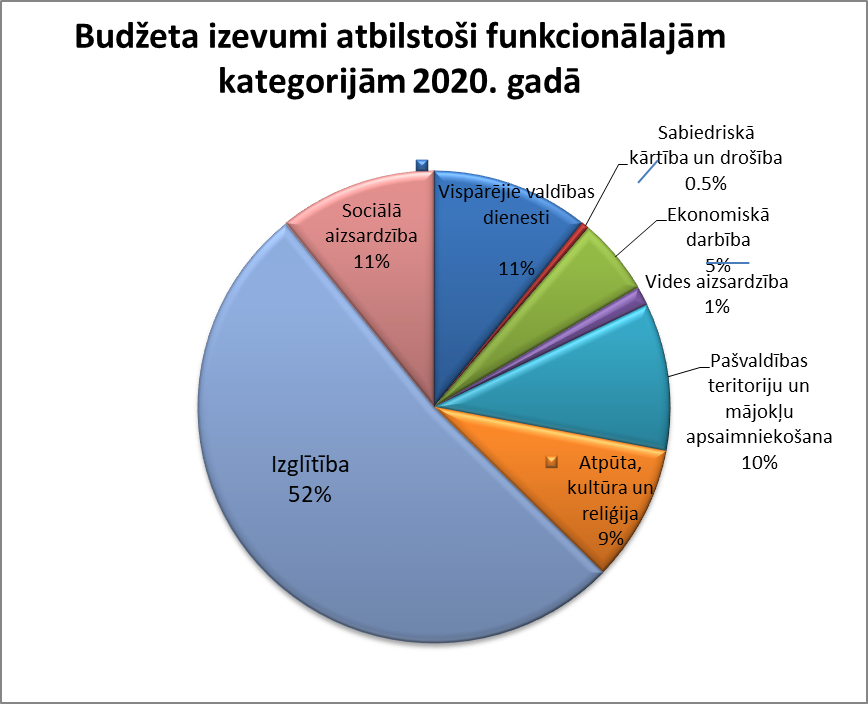 Budžeta izevumi atbilstoši funkcionālajām
kategorijām 2020. gadā
Sabiedriskā
kārtība un drošība
0.5%
Vispārējie valdības
dienesti
11%
Ekonomiskā
darbība
5%
Vides aizsardzība
1%
Pašvaldības
teritoriju un
mājokļu
apsaimniekošana
10%
Atpūta,
kultūra un
reliģija
9%
Izglītība
52%
Sociālā
aizsardzība
11%